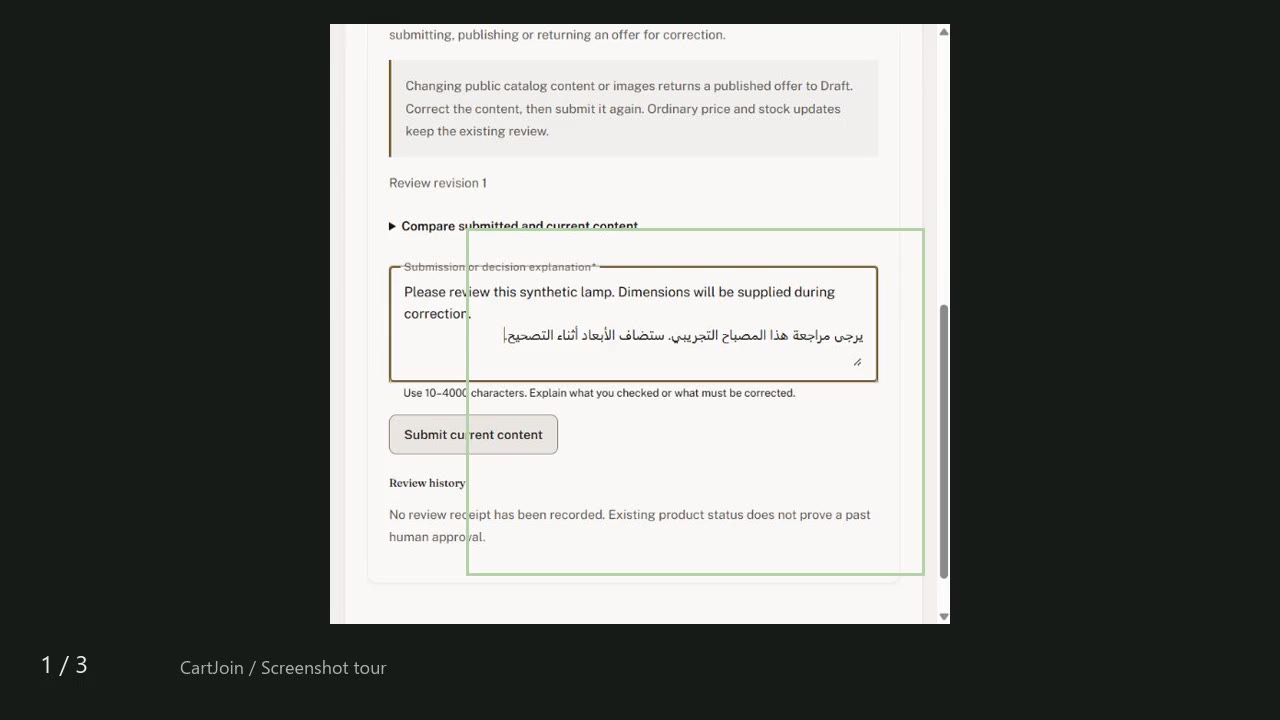 submitting, publishing or returning an offer for correction.
Changing public catalog content or images returns a published offer to Draft.
Correct the content, then submit it again. Ordinary price and stock updates
keep the existing review.
Review revision 1
Compare submitted and current content
Submission or decision explanation*
Please review this synthetic lamp. Dimensions will be supplied during
correction.
يرجى مراجعة هذا المصباح التجريبي. ستضاف الأبعاد أثناء التصحيح.
Use 10–4000 characters. Explain what you checked or what must be corrected.
Submit current content
Review history
No review receipt has been recorded. Existing product status does not prove a past
human approval.
1 / 3
CartJoin / Screenshot tour